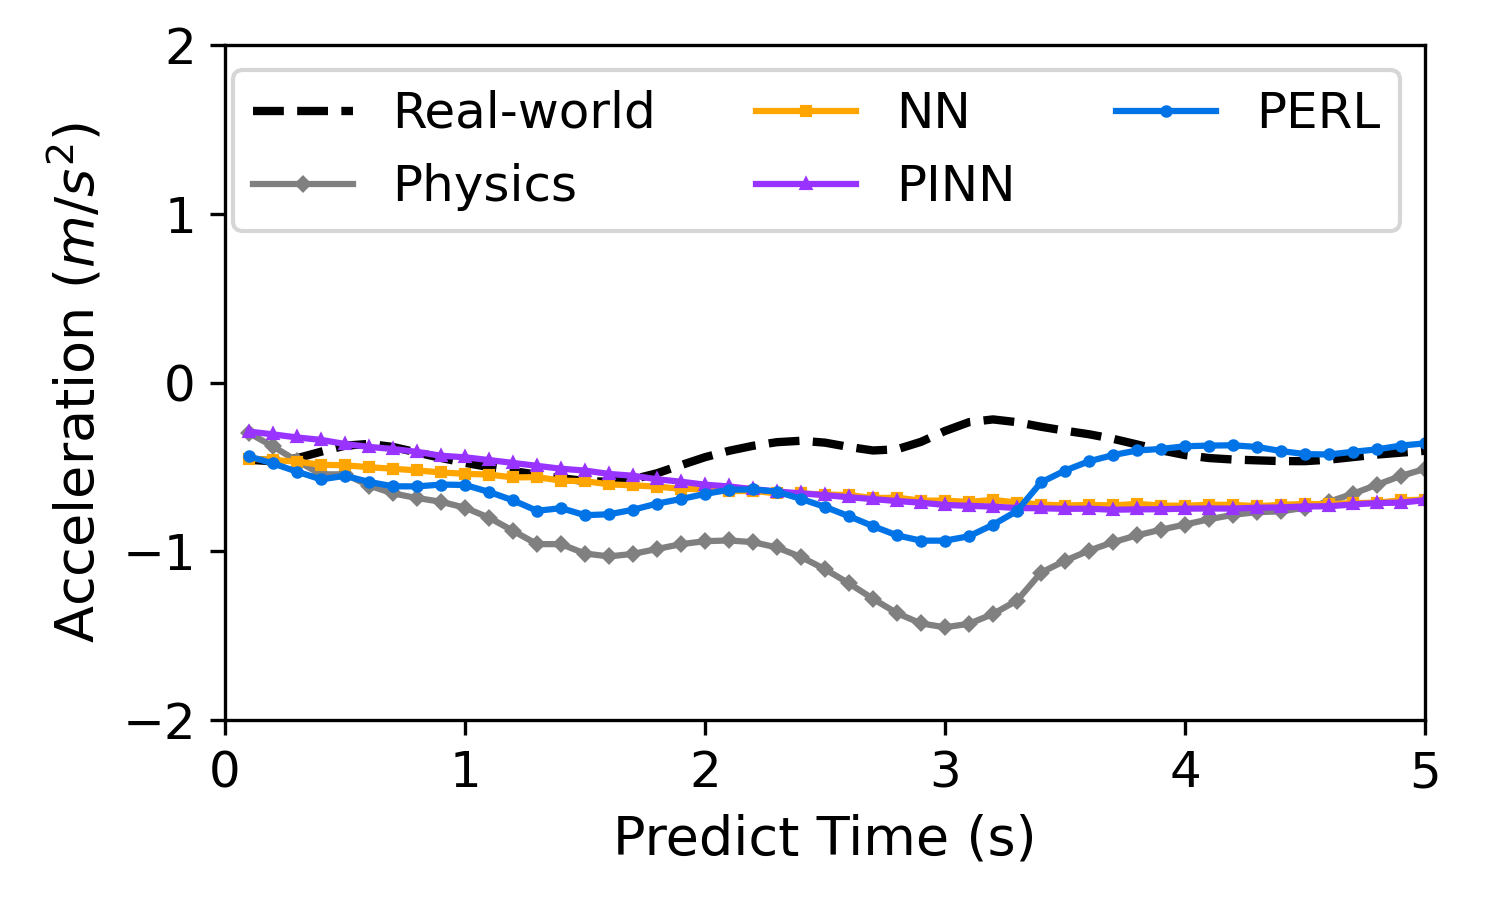 2
1
0
−1
−2
Acceleration (m/s²)
Real-world
Physics
NN
PINN
PERL
0 1 2 3 4 5
Predict Time (s)